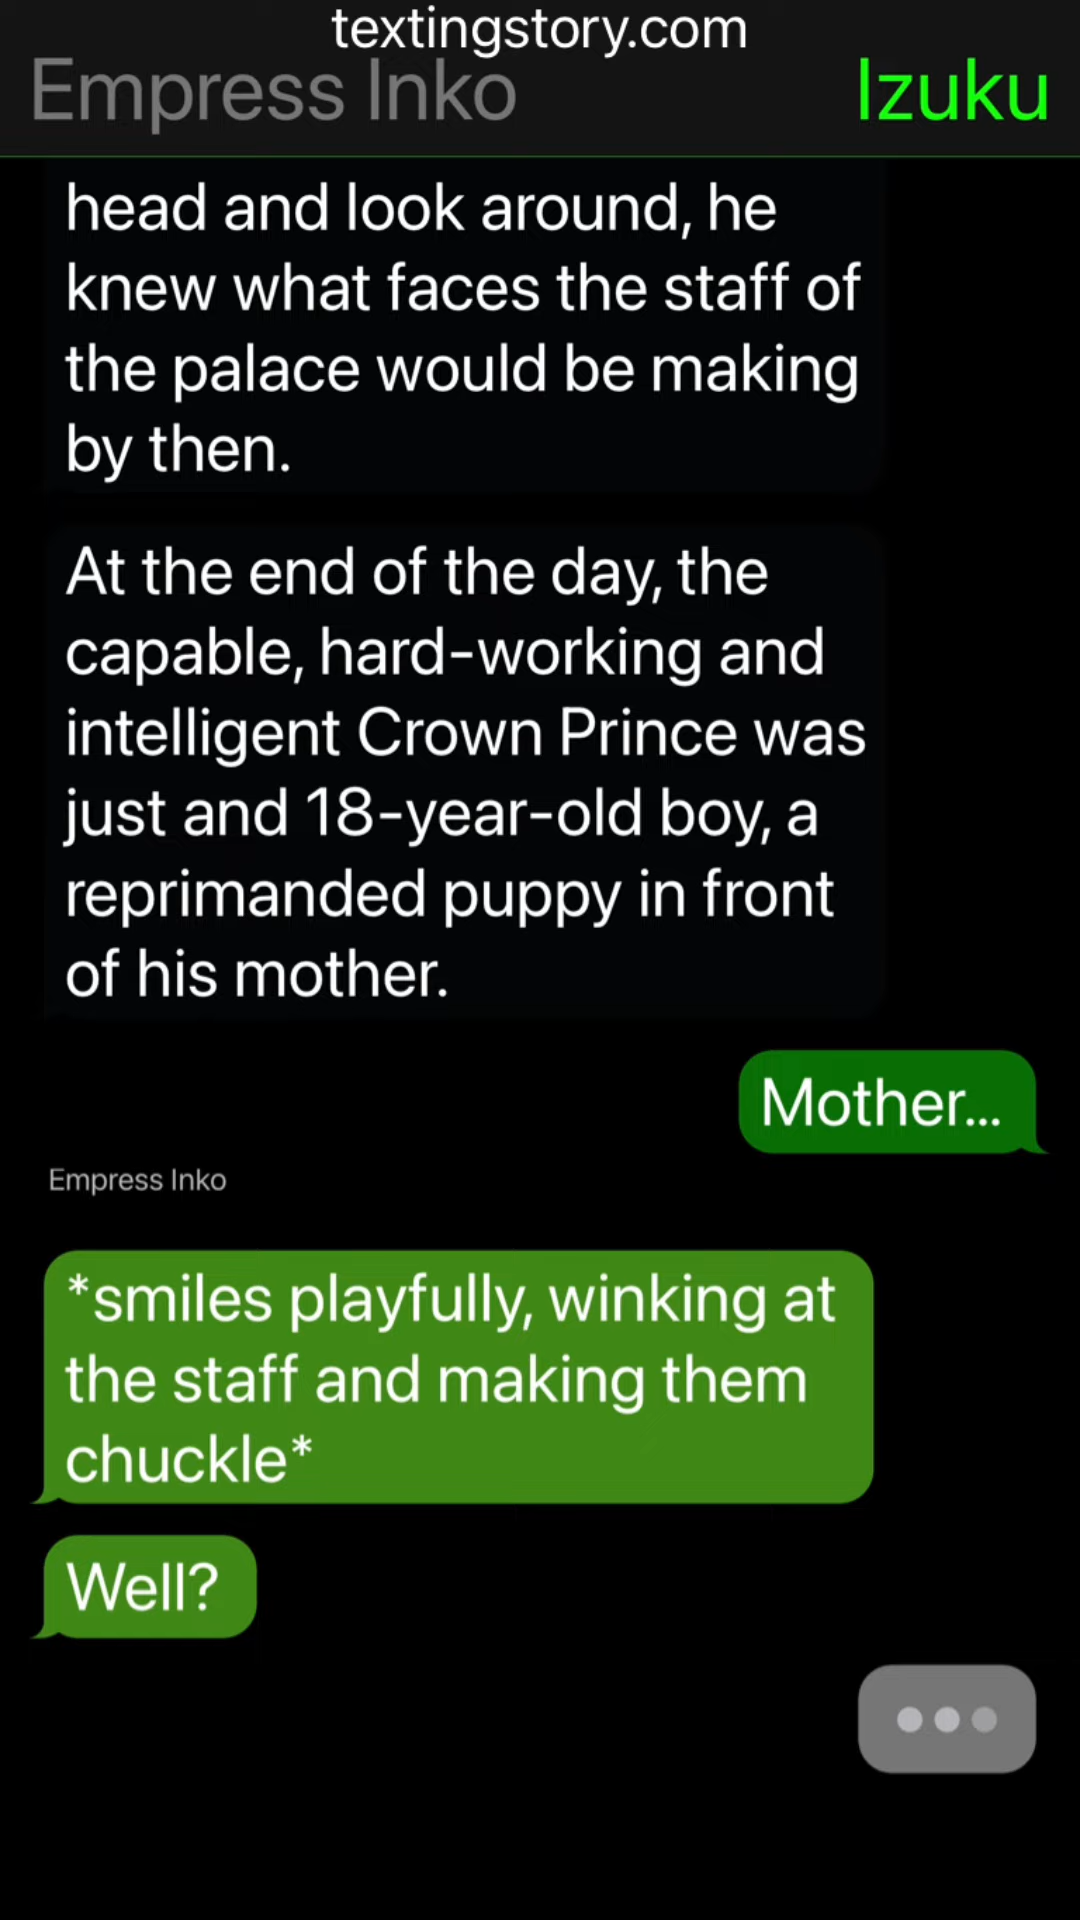 textingstory.com
Empress Inko
Izuku
head and look around, he
knew what faces the staff of
the palace would be making
by then.
At the end of the day, the
capable, hard-working and
intelligent Crown Prince was
just and 18-year-old boy, a
reprimanded puppy in front
of his mother.
Mother...
Empress Inko
*smiles playfully, winking at
the staff and making them
chuckle*
Well?